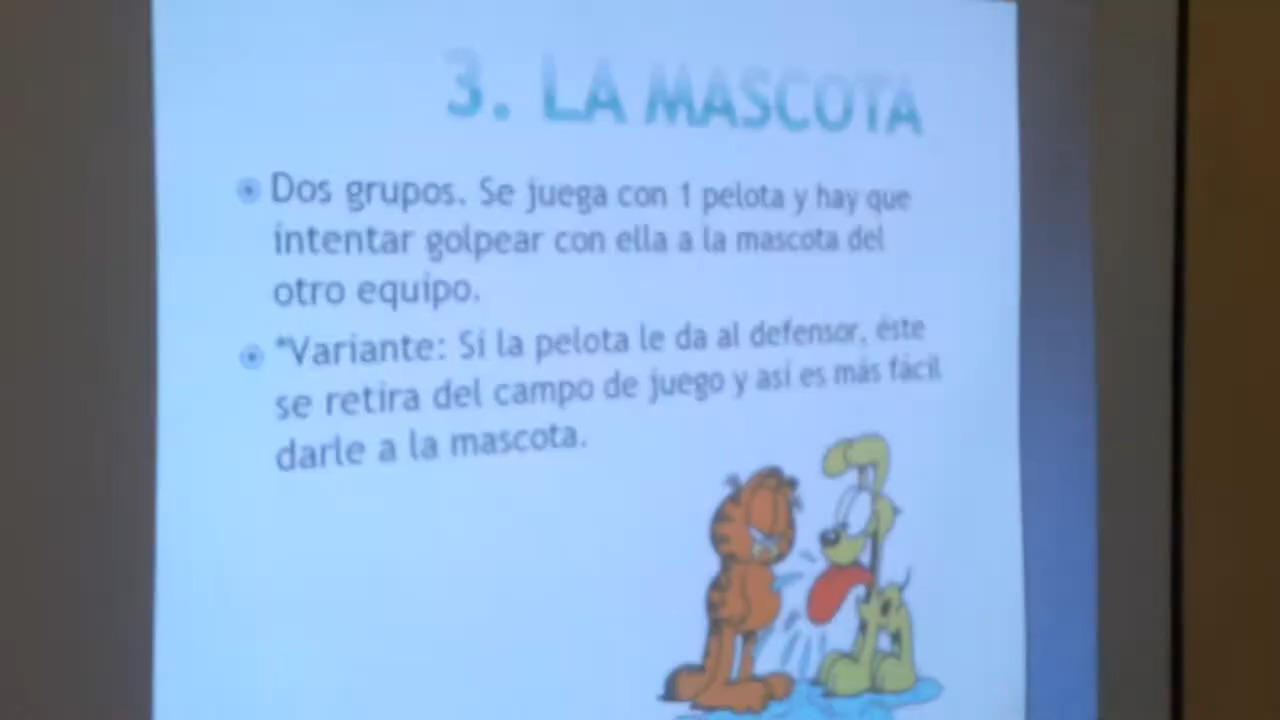 3. LA MASCOTA
Dos grupos. Se juega con 1 pelota y hay que
intentar golpear con ella a la mascota del
otro equipo.
*Variante: Si la pelota le da al defensor, éste
se retira del campo de juego y así es más fácil
darle a la mascota.